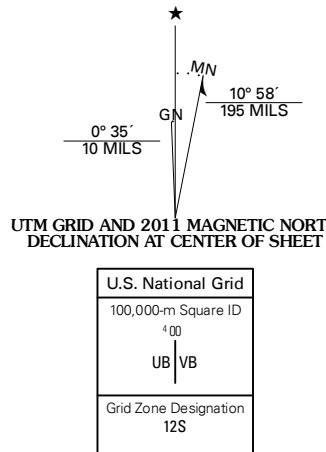 ★
MN
GN
0° 35´
10 MILS
10° 58´
195 MILS
UTM GRID AND 2011 MAGNETIC NORT
DECLINATION AT CENTER OF SHEET
U.S. National Grid
100,000-m Square ID
⁴00
UB VB
Grid Zone Designation
12S